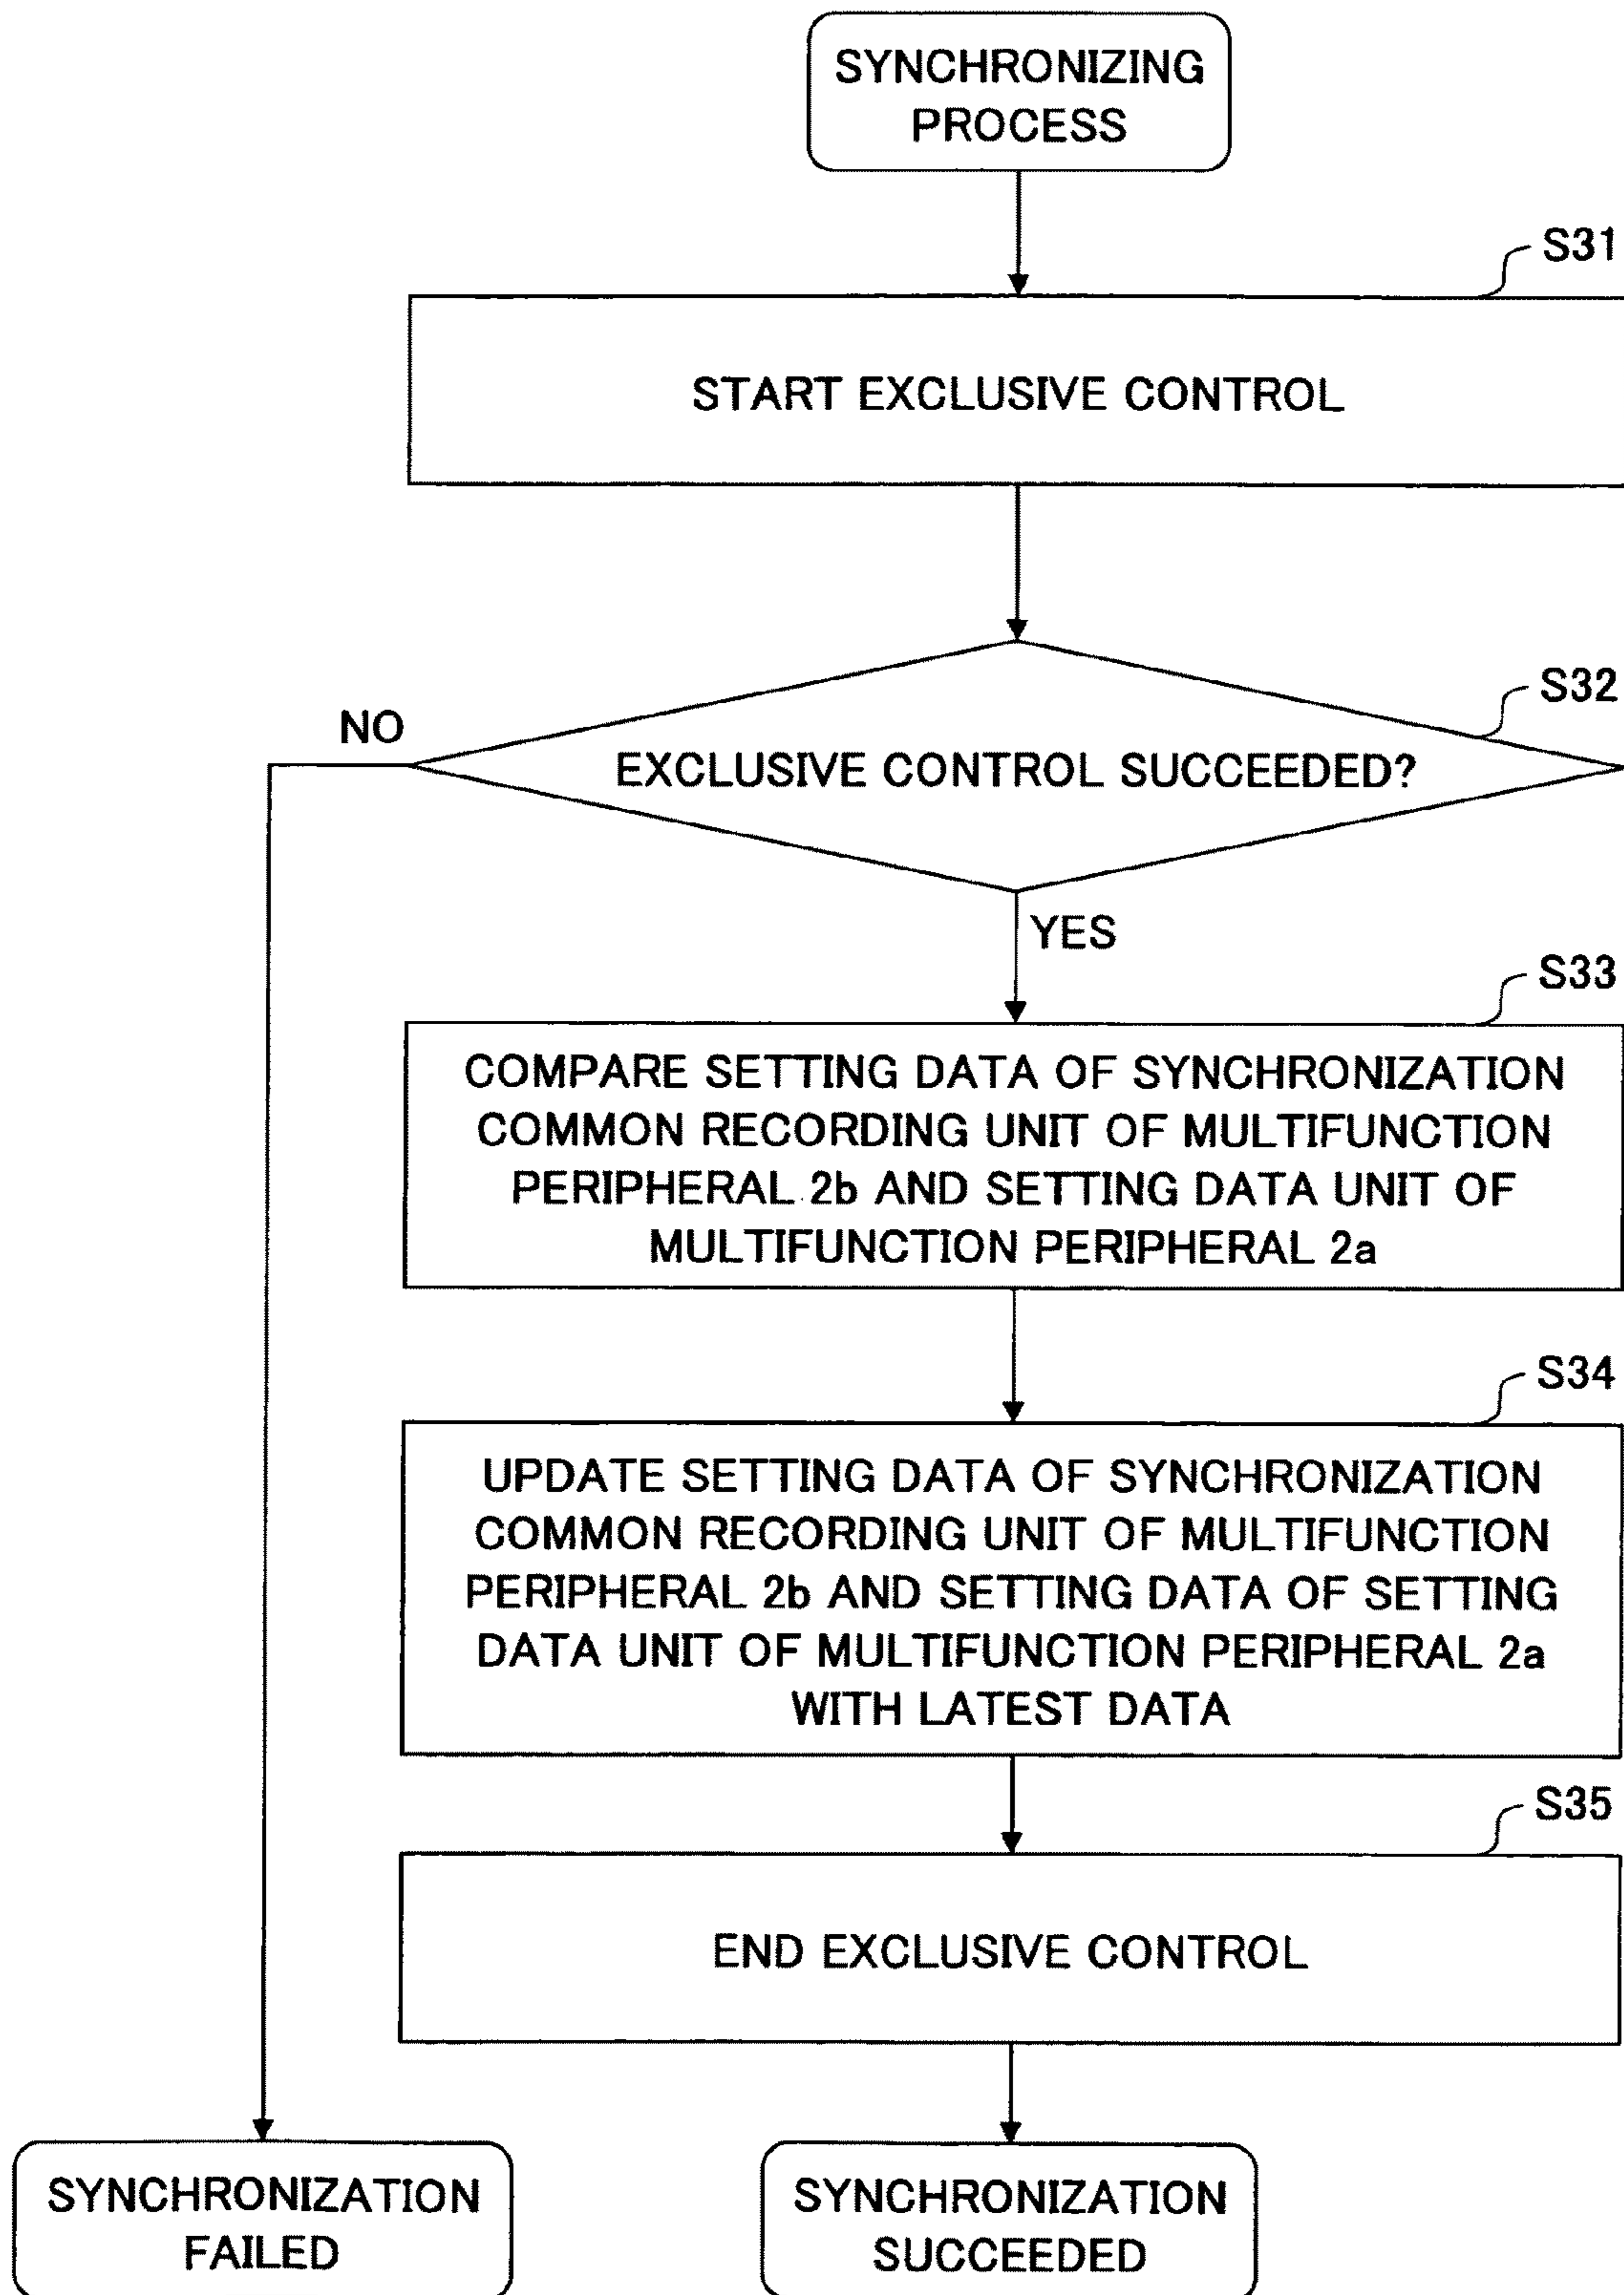 SYNCHRONIZING
PROCESS
S31
START EXCLUSIVE CONTROL
S32
NO
EXCLUSIVE CONTROL SUCCEEDED?
YES
S33
COMPARE SETTING DATA OF SYNCHRONIZATION
COMMON RECORDING UNIT OF MULTIFUNCTION
PERIPHERAL 2b AND SETTING DATA UNIT OF
MULTIFUNCTION PERIPHERAL 2a
S34
UPDATE SETTING DATA OF SYNCHRONIZATION
COMMON RECORDING UNIT OF MULTIFUNCTION
PERIPHERAL 2b AND SETTING DATA OF SETTING
DATA UNIT OF MULTIFUNCTION PERIPHERAL 2a
WITH LATEST DATA
S35
END EXCLUSIVE CONTROL
SYNCHRONIZATION
FAILED
SYNCHRONIZATION
SUCCEEDED